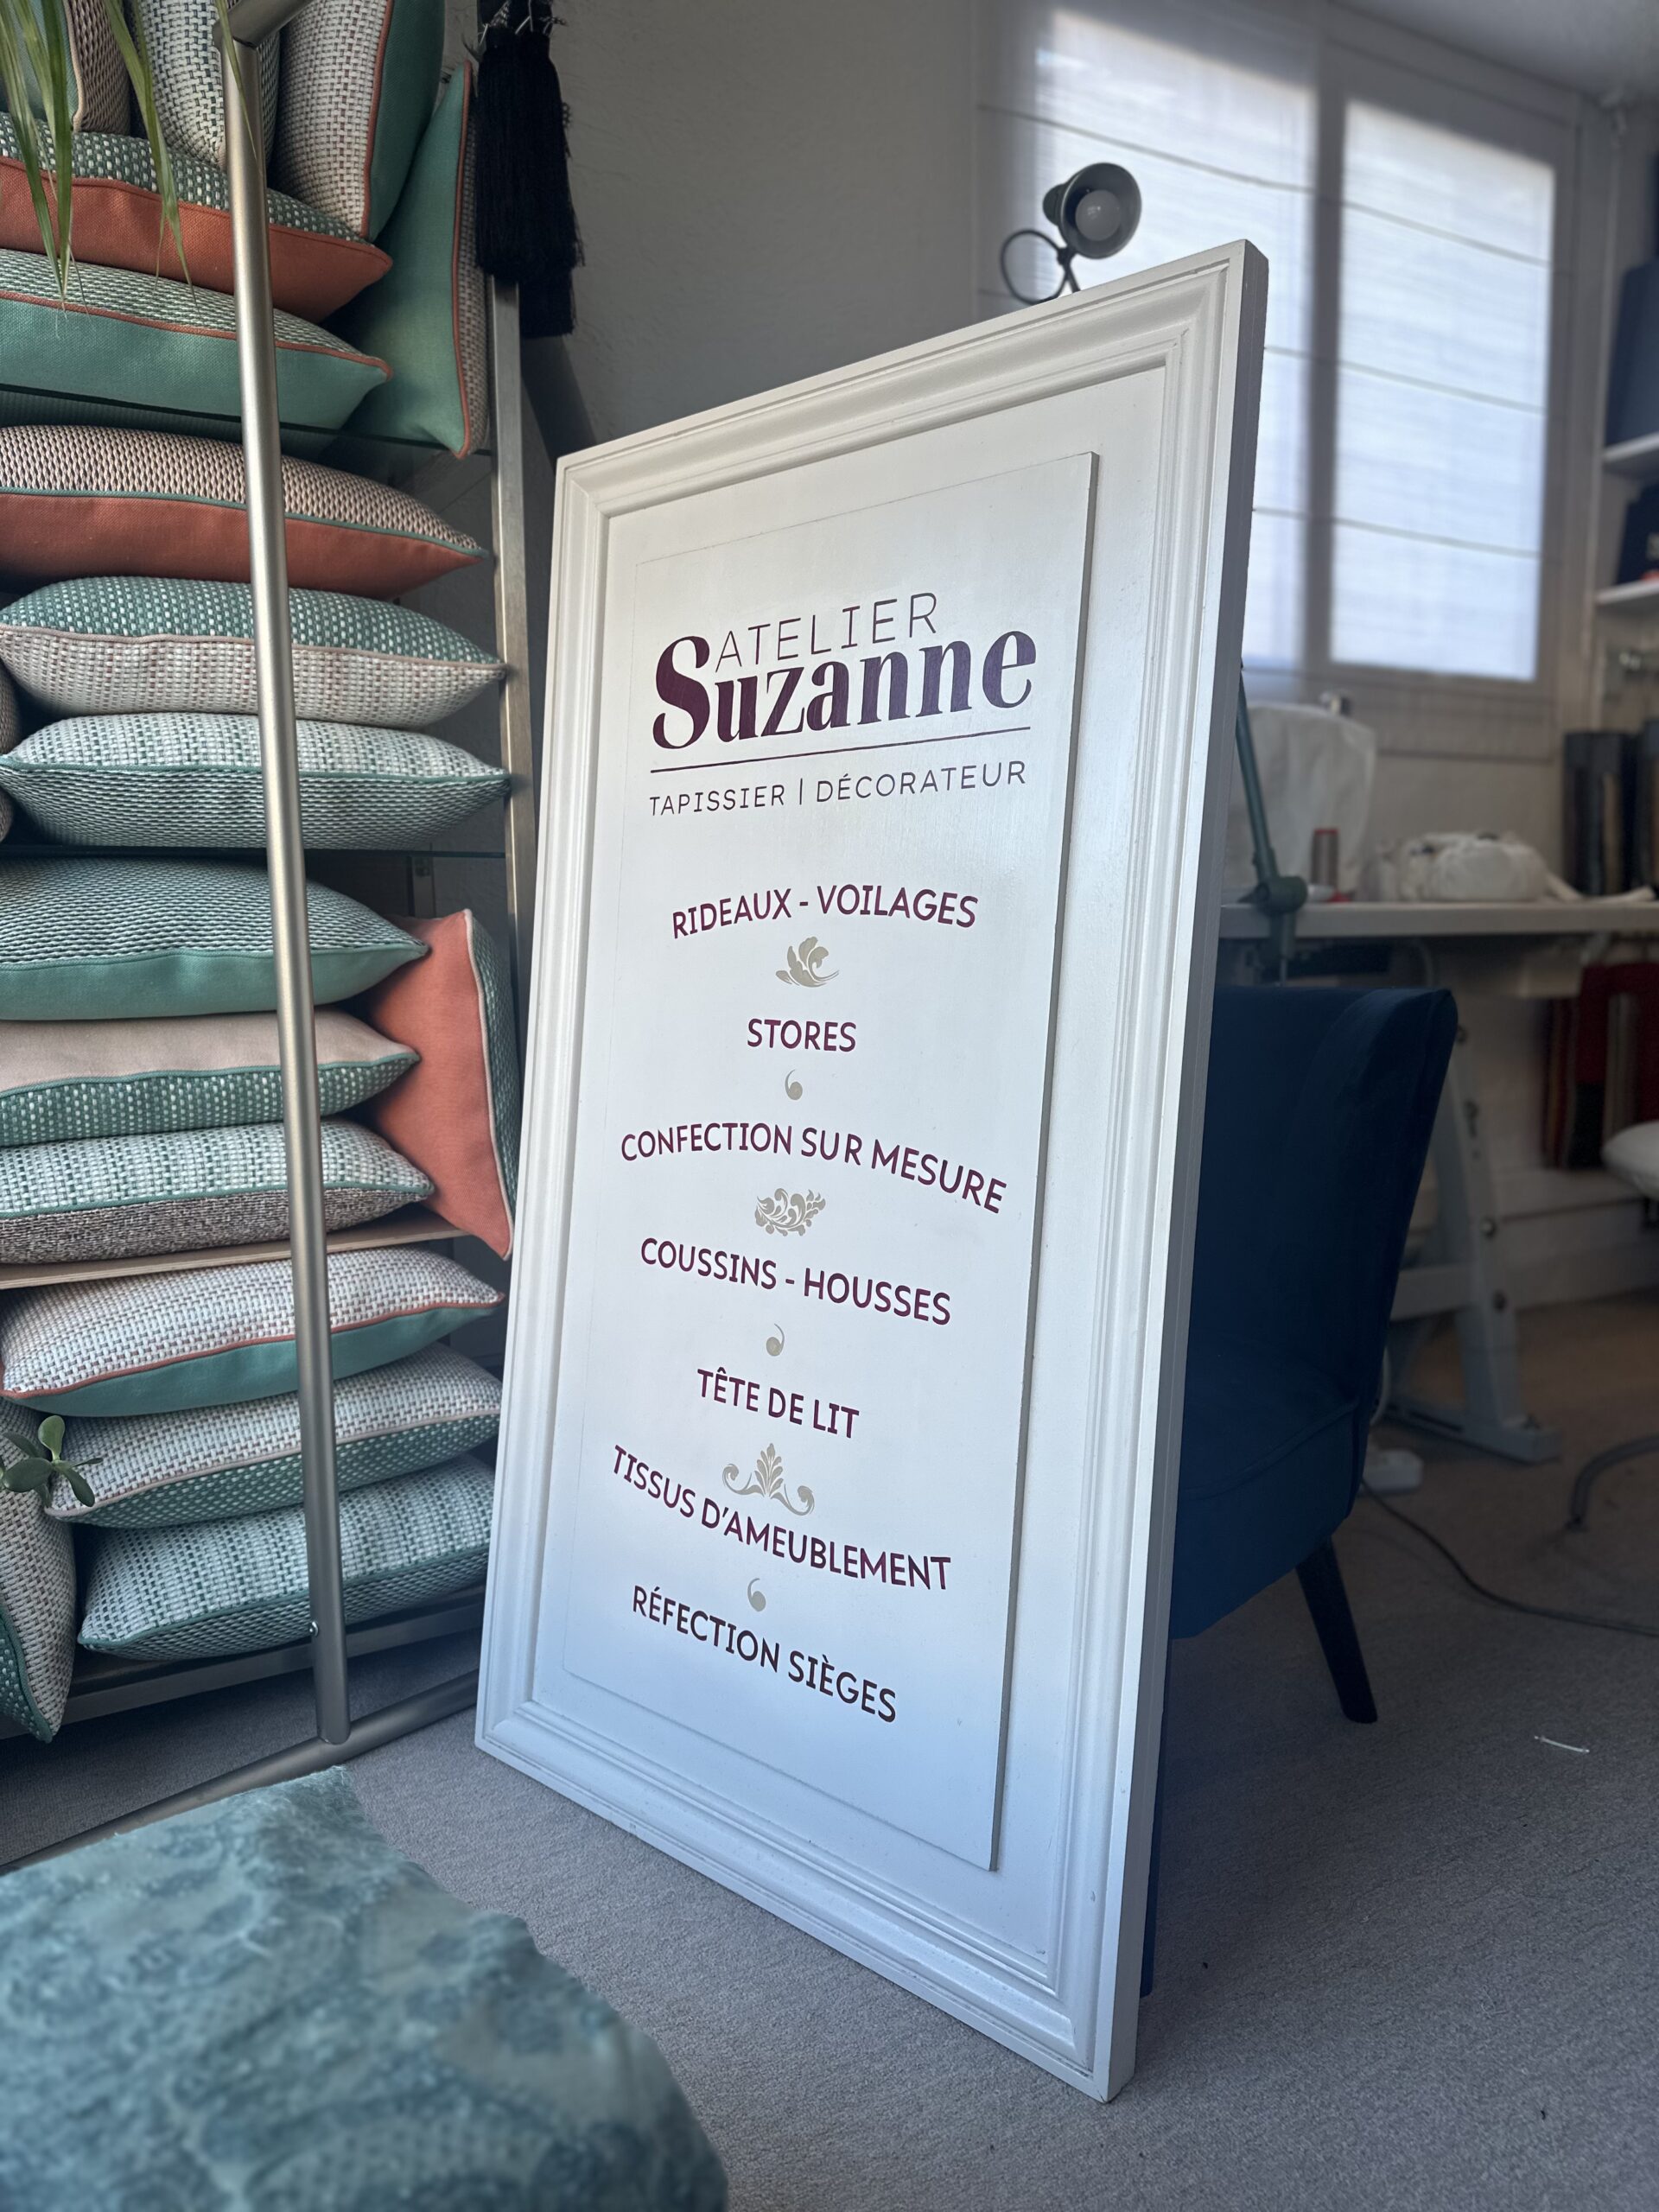 ATELIER
Suzanne
TAPISSIER | DÉCORATEUR
RIDEAUX - VOILAGES
STORES
CONFECTION SUR MESURE
COUSSINS - HOUSSES
TÊTE DE LIT
TISSUS D'AMEUBLEMENT
RÉFECTION SIÈGES